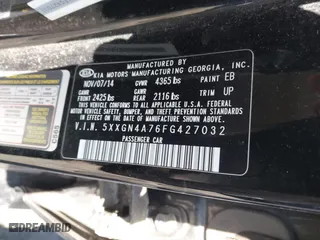 MANUFACTURED BY
KIA MOTORS MANUFACTURING GEORGIA, INC.
NOV/07/14 GVWR 4365 lbs PAINT EB
GAWR GAWR
FRONT 2425 lbs REAR 2116 lbs TRIM UP
THIS VEHICLE CONFORMS TO ALL APPLICABLE FEDERAL MOTOR VEHICLE
SAFETY, BUMPER, AND THEFT PREVENTION STANDARDS IN EFFECT ON
THE DATE OF MANUFACTURE SHOWN ABOVE.
V.I.N. 5XXGN4A76FG427032
PASSENGER CAR
DREAMBID